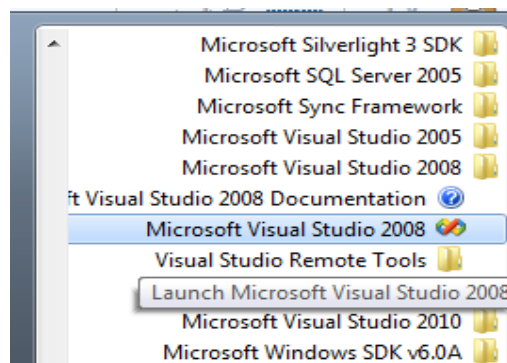 Microsoft Silverlight 3 SDK
Microsoft SQL Server 2005
Microsoft Sync Framework
Microsoft Visual Studio 2005
Microsoft Visual Studio 2008
ft Visual Studio 2008 Documentation
Microsoft Visual Studio 2008
Visual Studio Remote Tools
Launch Microsoft Visual Studio 2008
Microsoft Visual Studio 2010
Microsoft Windows SDK v6.0A